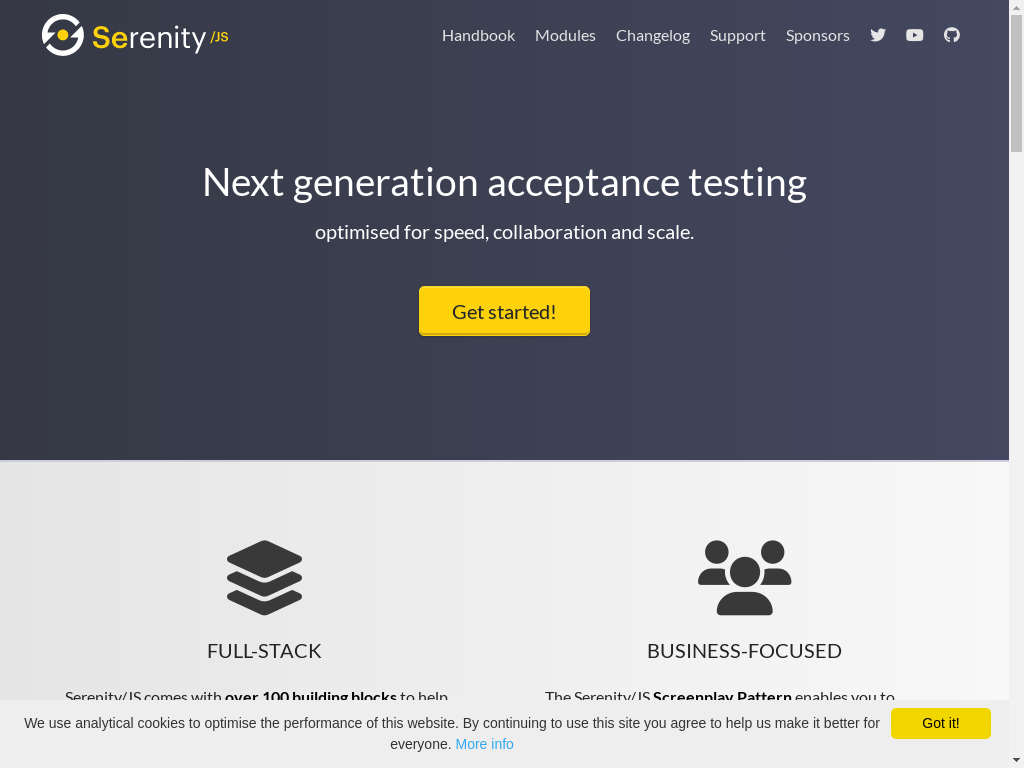 Serenity/JS
Handbook Modules Changelog Support Sponsors
Next generation acceptance testing
optimised for speed, collaboration and scale.
Get started!
FULL-STACK
BUSINESS-FOCUSED
Serenity/JS comes with over 100 building blocks to help
The Serenity/JS Screenplay Pattern enables you to
We use analytical cookies to optimise the performance of this website. By continuing to use this site you agree to help us make it better for
everyone. More info
Got it!